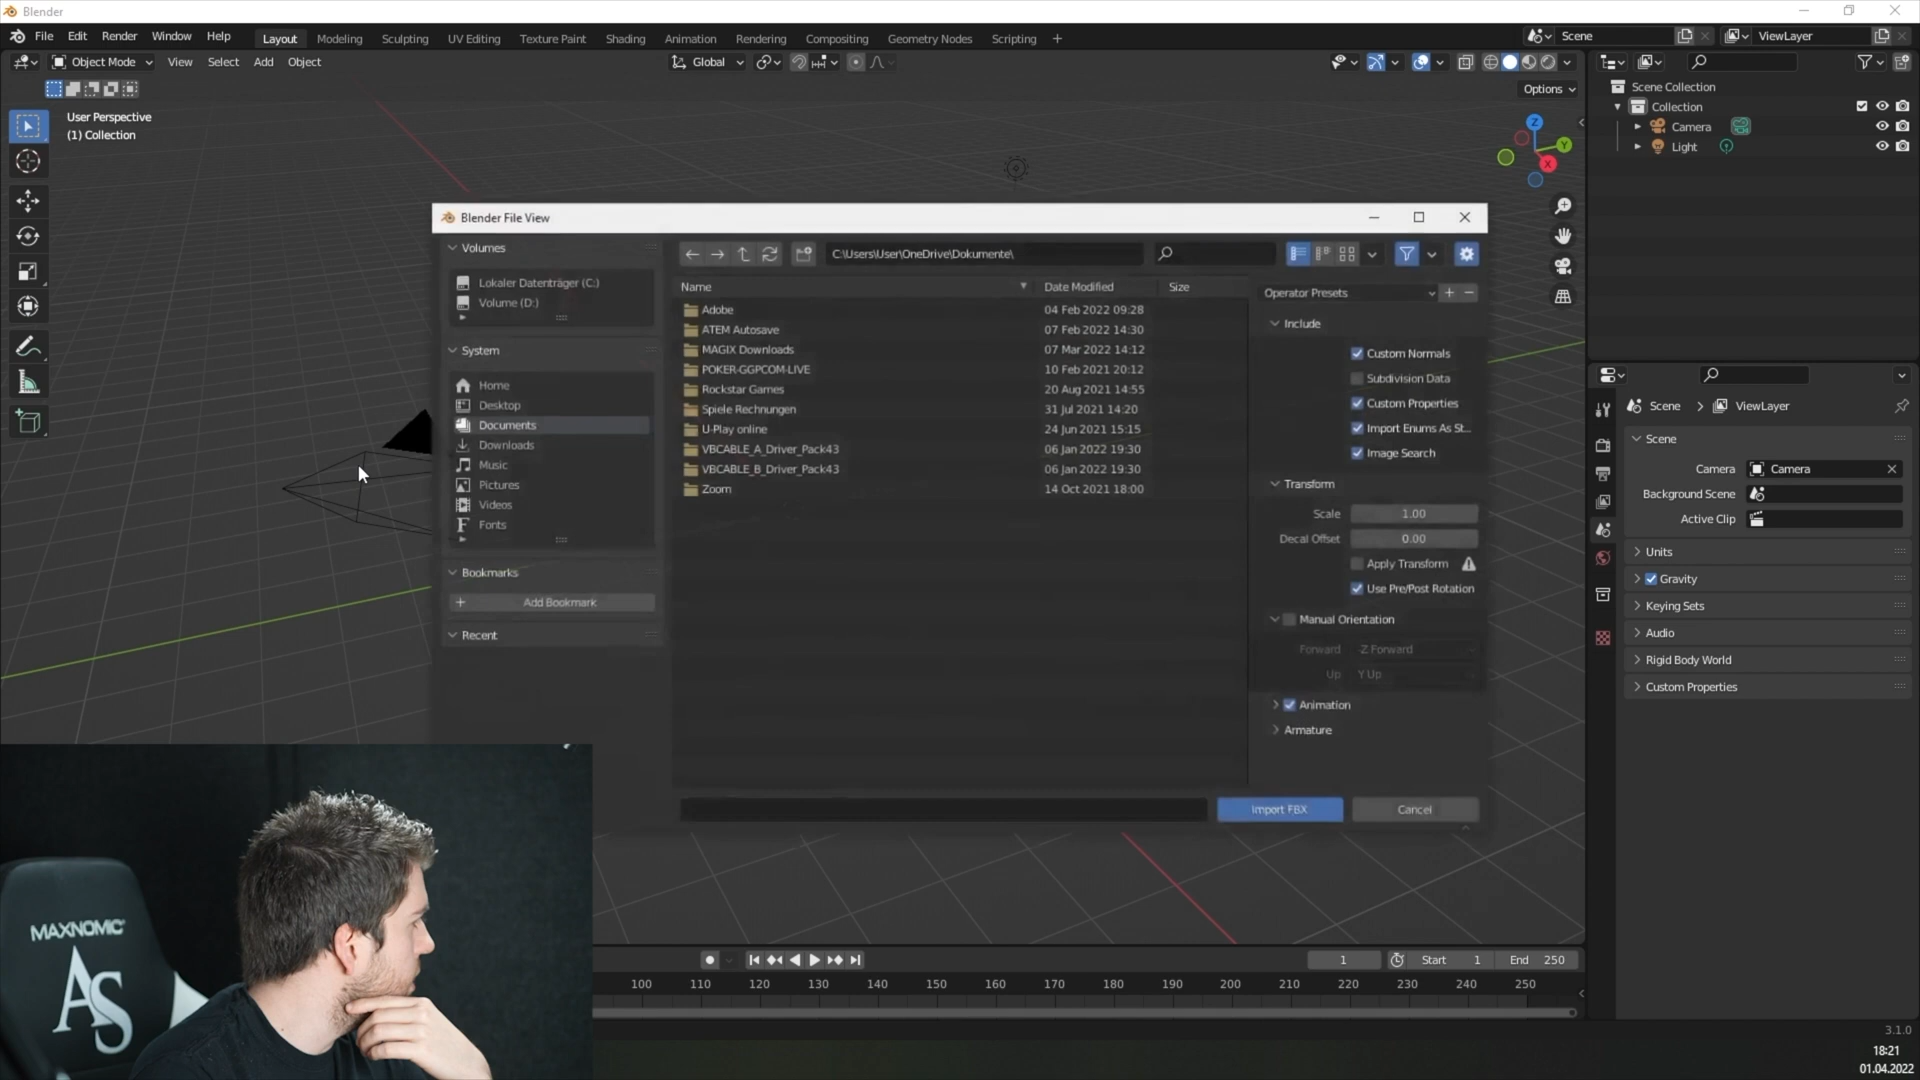 Blender
File Edit Render Window Help Layout Modeling Sculpting UV Editing Texture Paint Shading Animation Rendering Compositing Geometry Nodes Scripting + Scene ViewLayer
Object Mode View Select Add Object Global
Options
User Perspective
(1) Collection
Z
Y
X
Scene Collection
Collection
Camera
Light
Blender File View
Volumes
Lokaler Datenträger (C:)
Volume (D:)
System
Home
Desktop
Documents
Downloads
Music
Pictures
Videos
Fonts
Bookmarks
+ Add Bookmark
Recent
C:\Users\User\OneDrive\Dokumente\
Name Date Modified Size
Adobe 04 Feb 2022 09:28
ATEM Autosave 07 Feb 2022 14:30
MAGIX Downloads 07 Mar 2022 14:12
POKER-GGPCOM-LIVE 10 Feb 2021 20:12
Rockstar Games 20 Aug 2021 14:55
Spiele Rechnungen 31 Jul 2021 14:20
U-Play online 24 Jun 2021 15:15
VBCABLE_A_Driver_Pack43 06 Jan 2022 19:30
VBCABLE_B_Driver_Pack43 06 Jan 2022 19:30
Zoom 14 Oct 2021 18:00
Operator Presets + −
Include
Custom Normals
Subdivision Data
Custom Properties
Import Enums As St...
Image Search
Transform
Scale 1.00
Decal Offset 0.00
Apply Transform
Use Pre/Post Rotation
Manual Orientation
Forward -Z Forward
Up Y Up
Animation
Armature
Import FBX Cancel
Scene ViewLayer
Scene
Camera Camera
Background Scene
Active Clip
Units
Gravity
Keying Sets
Audio
Rigid Body World
Custom Properties
1 Start 1 End 250
100 110 120 130 140 150 160 170 180 190 200 210 220 230 240 250
3.1.0
18:21
01.04.2022
MAXNOMIC
AS